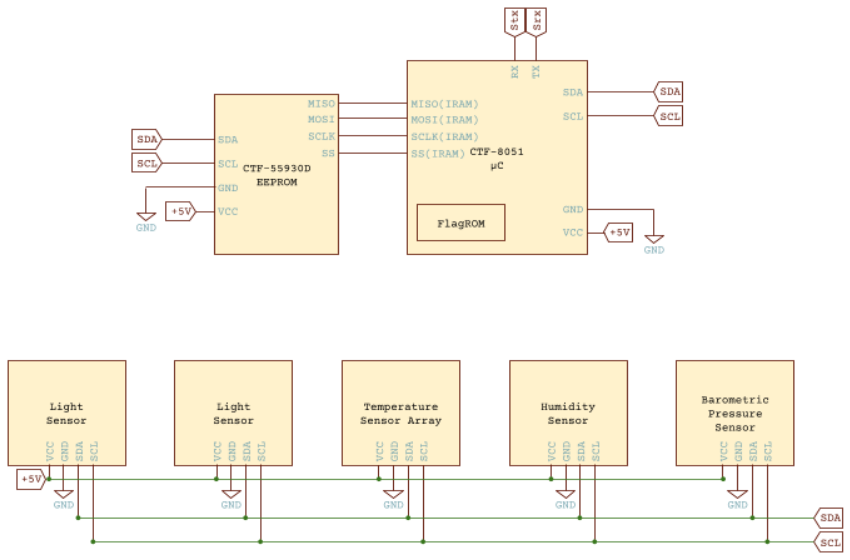 Stx
Srx
RX
TX
MISO
MOSI
SCLK
SS
MISO(IRAM)
MOSI(IRAM)
SCLK(IRAM)
SS(IRAM)
CTF-8051
µC
SDA
SCL
SDA
SCL
SDA
SCL
SDA
SCL
GND
VCC
CTF-55930D
EEPROM
+5V
GND
FlagROM
GND
VCC
+5V
GND
Light
Sensor
VCC
GND
SDA
SCL
Light
Sensor
VCC
GND
SDA
SCL
Temperature
Sensor Array
VCC
GND
SDA
SCL
Humidity
Sensor
VCC
GND
SDA
SCL
Barometric
Pressure
Sensor
VCC
GND
SDA
SCL
+5V
GND
GND
GND
GND
GND
SDA
SCL